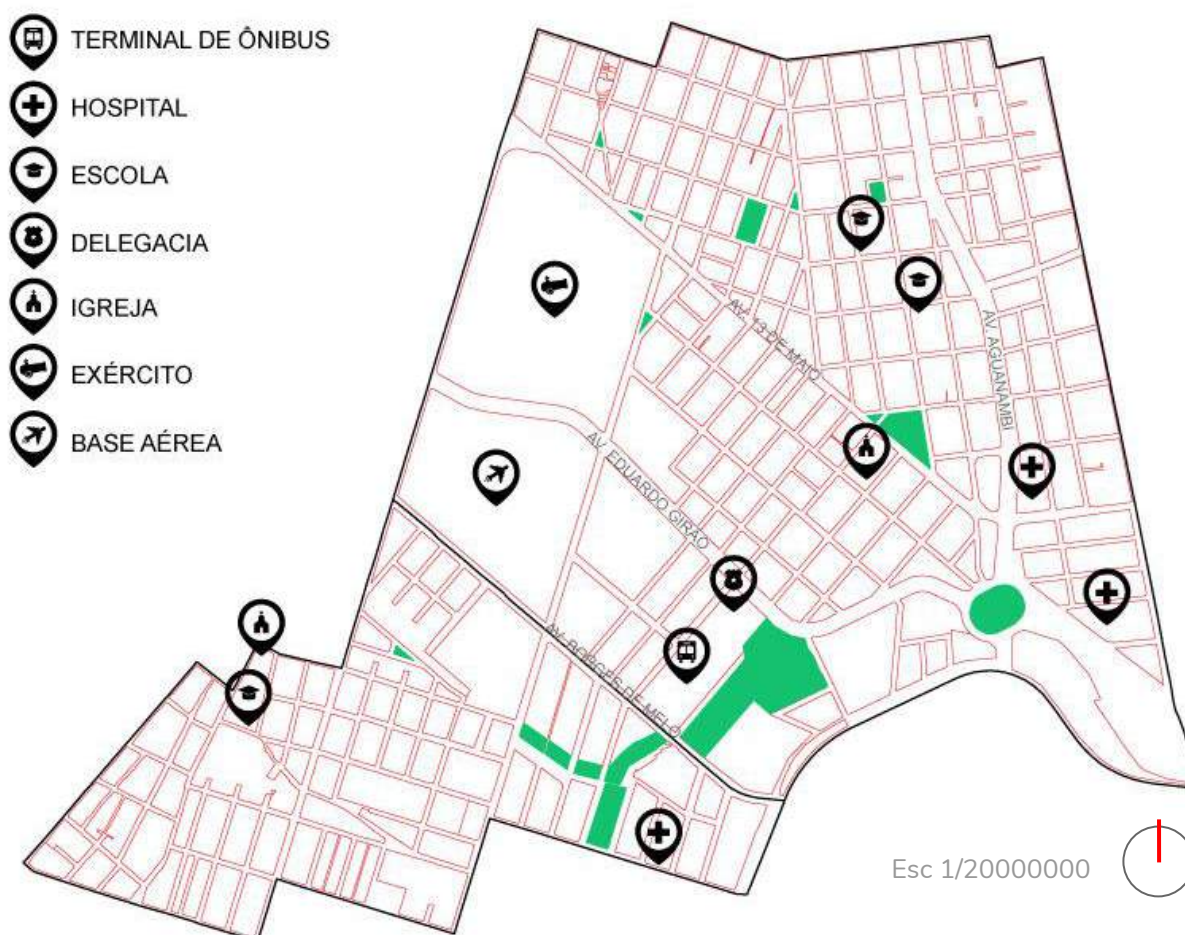 TERMINAL DE ÔNIBUS
HOSPITAL
ESCOLA
DELEGACIA
IGREJA
EXÉRCITO
BASE AÉREA
AV. 13 DE MAIO
AV AGUANAMBI
AV. EDUARDO GIRÃO
AV. BORGES DE MELO
Esc 1/20000000